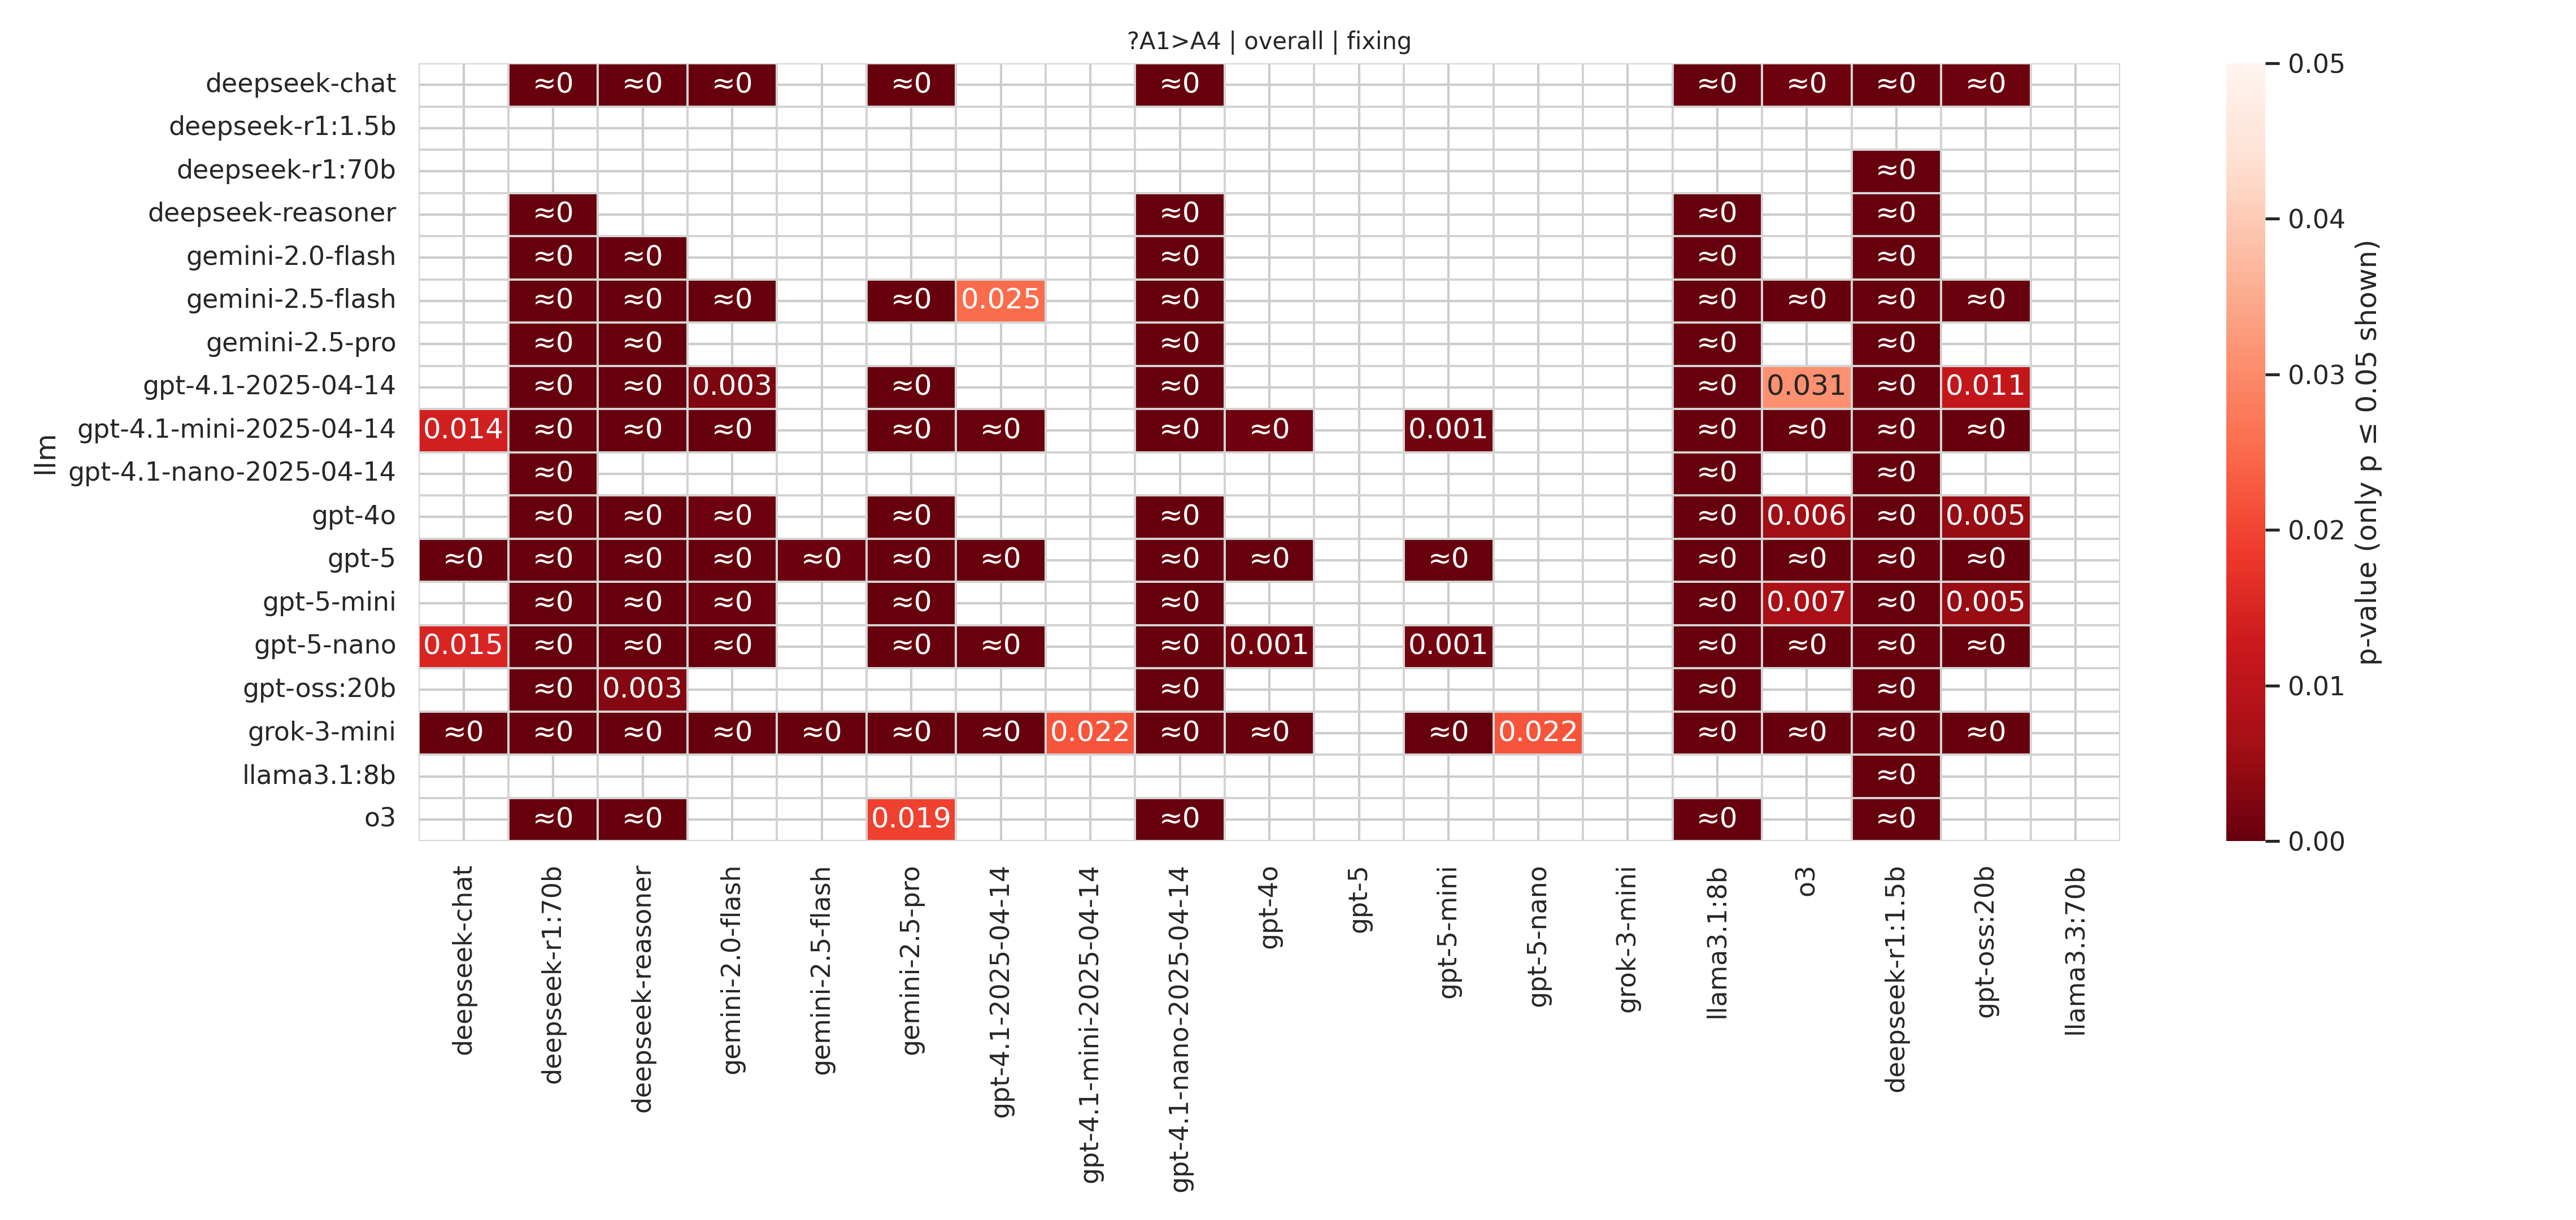 ?A1>A4 | overall | fixing
deepseek-chat ≈0 ≈0 ≈0 ≈0 ≈0 ≈0 ≈0 ≈0 ≈0
deepseek-r1:1.5b
deepseek-r1:70b ≈0
deepseek-reasoner ≈0 ≈0 ≈0 ≈0
gemini-2.0-flash ≈0 ≈0 ≈0 ≈0 ≈0
gemini-2.5-flash ≈0 ≈0 ≈0 ≈0 0.025 ≈0 ≈0 ≈0 ≈0 ≈0
gemini-2.5-pro ≈0 ≈0 ≈0 ≈0 ≈0
gpt-4.1-2025-04-14 ≈0 ≈0 0.003 ≈0 ≈0 ≈0 0.031 ≈0 0.011
gpt-4.1-mini-2025-04-14 0.014 ≈0 ≈0 ≈0 ≈0 ≈0 ≈0 ≈0 0.001 ≈0 ≈0 ≈0 ≈0
gpt-4.1-nano-2025-04-14 ≈0 ≈0 ≈0
gpt-4o ≈0 ≈0 ≈0 ≈0 ≈0 ≈0 0.006 ≈0 0.005
gpt-5 ≈0 ≈0 ≈0 ≈0 ≈0 ≈0 ≈0 ≈0 ≈0 ≈0 ≈0 ≈0 ≈0 ≈0
gpt-5-mini ≈0 ≈0 ≈0 ≈0 ≈0 ≈0 0.007 ≈0 0.005
gpt-5-nano 0.015 ≈0 ≈0 ≈0 ≈0 ≈0 ≈0 0.001 0.001 ≈0 ≈0 ≈0 ≈0
gpt-oss:20b ≈0 0.003 ≈0 ≈0 ≈0
grok-3-mini ≈0 ≈0 ≈0 ≈0 ≈0 ≈0 ≈0 0.022 ≈0 ≈0 ≈0 0.022 ≈0 ≈0 ≈0 ≈0
llama3.1:8b ≈0
o3 ≈0 ≈0 0.019 ≈0 ≈0 ≈0
llm
deepseek-chat
deepseek-r1:70b
deepseek-reasoner
gemini-2.0-flash
gemini-2.5-flash
gemini-2.5-pro
gpt-4.1-2025-04-14
gpt-4.1-mini-2025-04-14
gpt-4.1-nano-2025-04-14
gpt-4o
gpt-5
gpt-5-mini
gpt-5-nano
grok-3-mini
llama3.1:8b
o3
deepseek-r1:1.5b
gpt-oss:20b
llama3.3:70b
0.05
0.04
0.03
0.02
0.01
0.00
p-value (only p ≤ 0.05 shown)